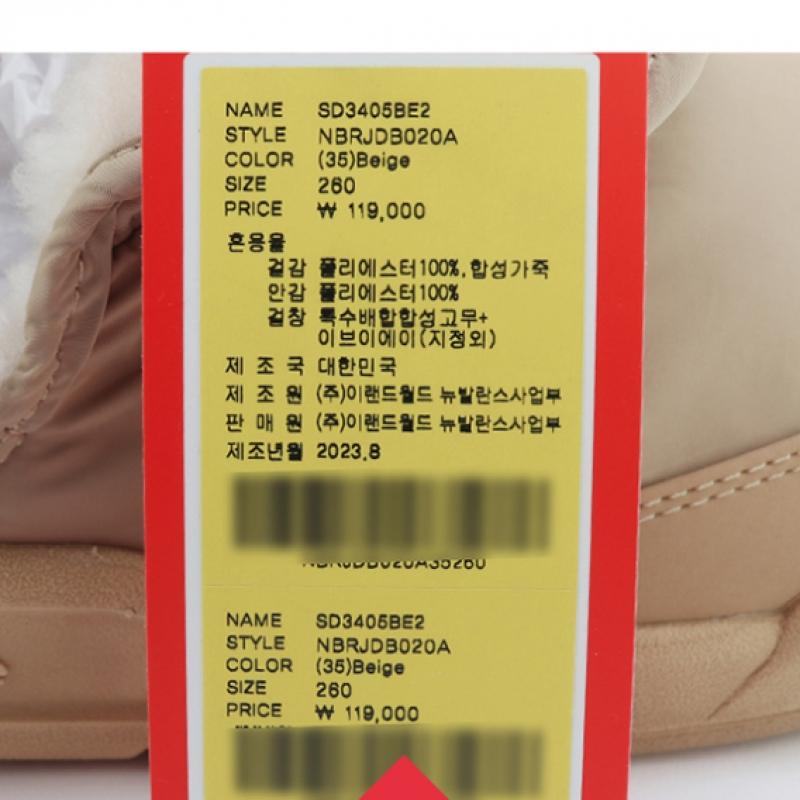 NAME SD3405BE2
STYLE NBRJDB020A
COLOR (35)Beige
SIZE 260
PRICE ₩ 119,000
혼용율
겉감 폴리에스터100%,합성가죽
안감 폴리에스터100%
겉창 특수배합합성고무+
이브이에이(지정외)
제 조 국 대한민국
제 조 원 (주)이랜드월드 뉴발란스사업부
판 매 원 (주)이랜드월드 뉴발란스사업부
제조년월 2023.8
NBRJDB020A35260
NAME SD3405BE2
STYLE NBRJDB020A
COLOR (35)Beige
SIZE 260
PRICE ₩ 119,000